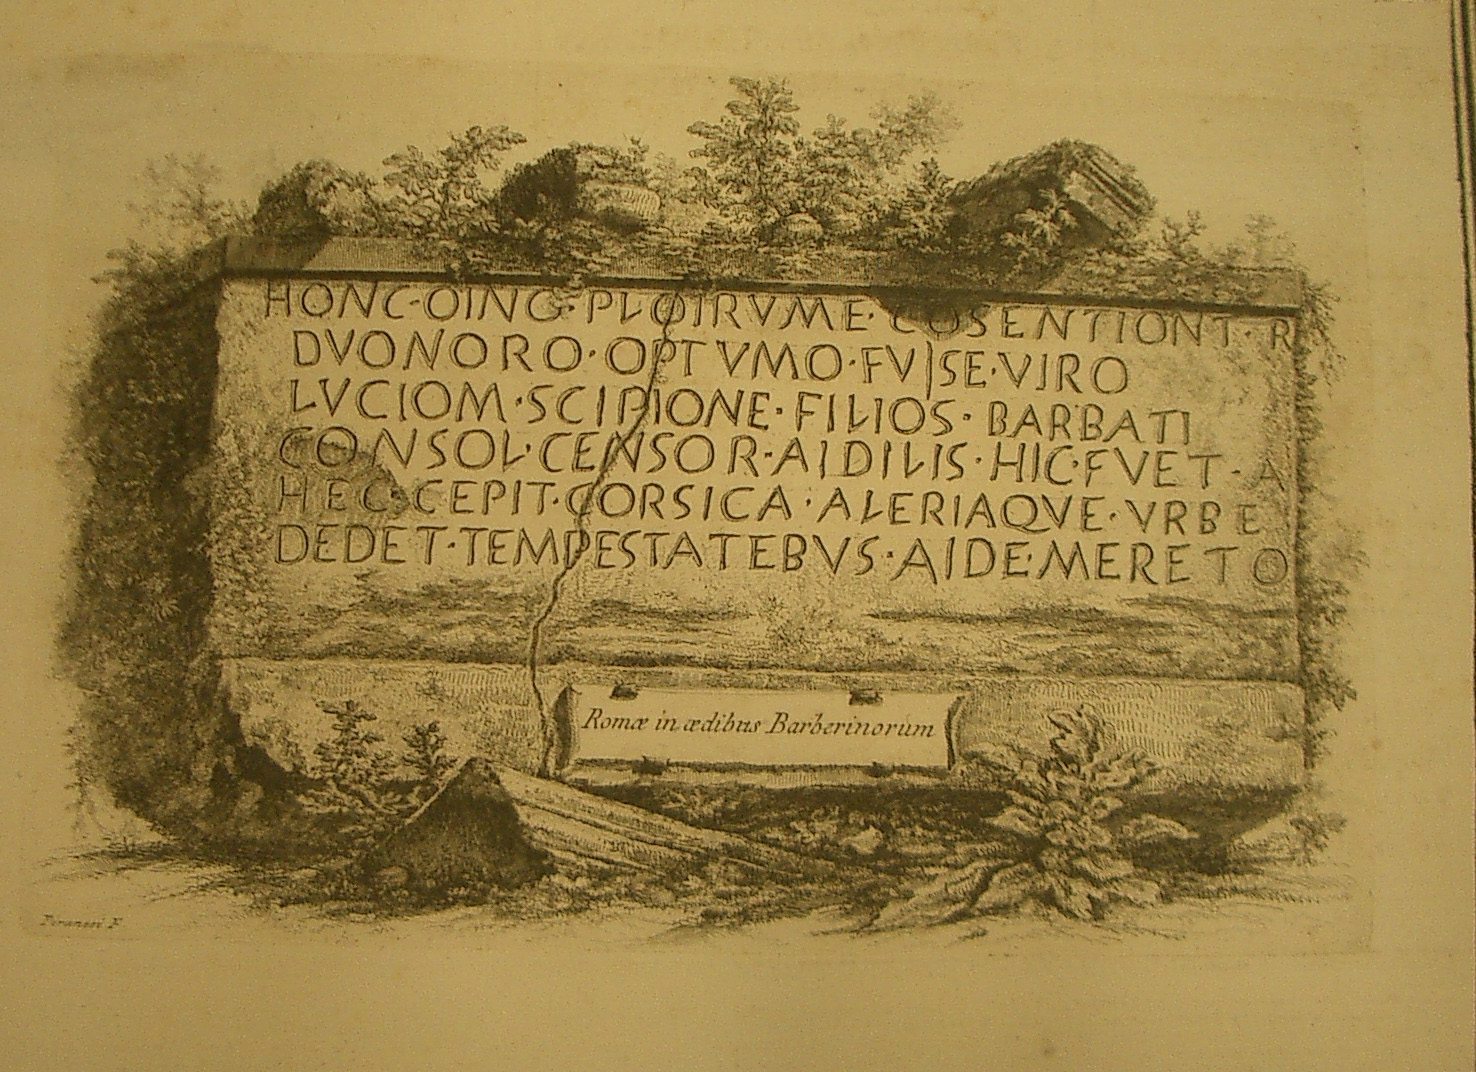 HONC·OINO·PLOIRVME·COSENTIONT·R
DVONORO·OPTVMO·FVISE·VIRO
LVCIOM·SCIPIONE·FILIOS·BARBATI
CONSOL·CENSOR·AIDILIS·HIC·FVET·A
HEC·CEPIT·CORSICA·ALERIAQVE·VRBE
DEDET·TEMPESTATEBVS·AIDE·MERETO
Romæ in ædibus Barberinorum
Piranesi F